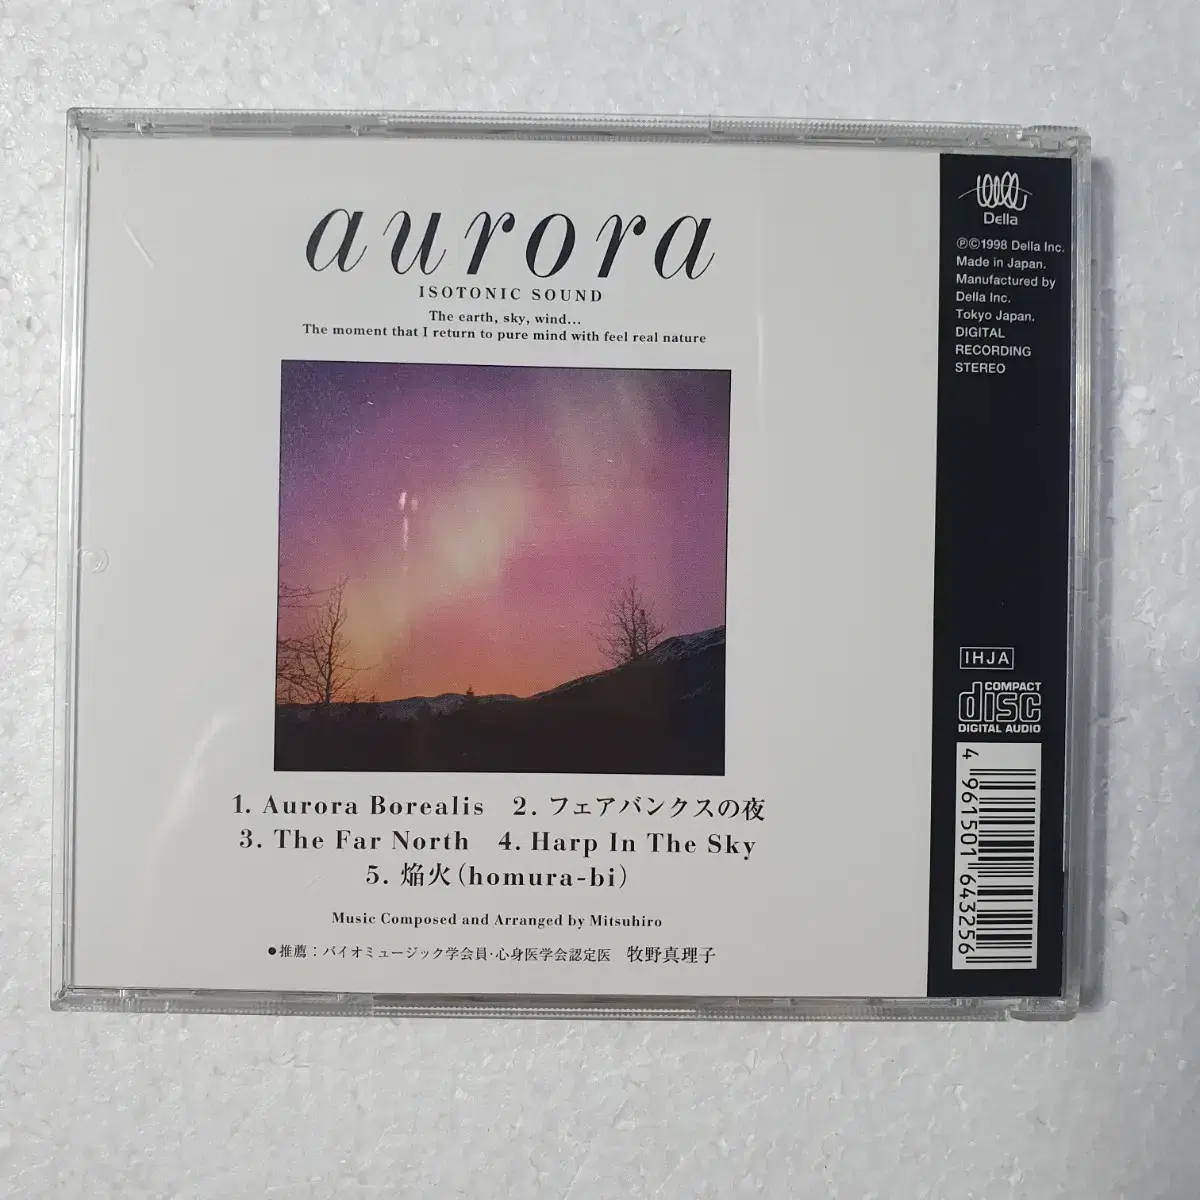 aurora
ISOTONIC SOUND
The earth, sky, wind...
The moment that I return to pure mind with feel real nature
1. Aurora Borealis 2. フェアバンクスの夜
3. The Far North 4. Harp In The Sky
5. 焔火(homura-bi)
Music Composed and Arranged by Mitsuhiro
●推薦：バイオミュージック学会員・心身医学会認定医 牧野真理子
Della
℗©1998 Della Inc.
Made in Japan.
Manufactured by
Della Inc.
Tokyo Japan.
DIGITAL
RECORDING
STEREO
IHJA
COMPACT
disc
DIGITAL AUDIO
4 961501 643256